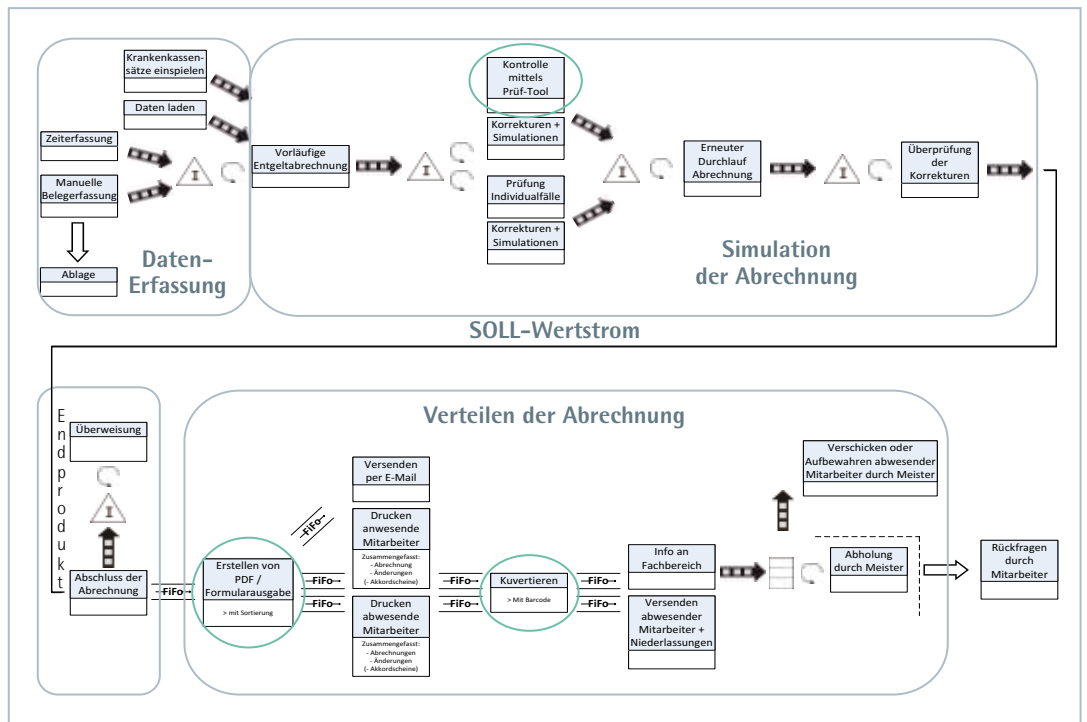 Krankenkassen-
sätze einspielen
Daten laden
Zeiterfassung
Manuelle
Belegerfassung
Ablage
I
Daten-
Erfassung
Vorläufige
Entgeltabrechnung
I
Kontrolle
mittels
Prüf-Tool
Korrekturen +
Simulationen
Prüfung
Individualfälle
Korrekturen +
Simulationen
I
Erneuter
Durchlauf
Abrechnung
I
Überprüfung
der
Korrekturen
Simulation
der Abrechnung
SOLL-Wertstrom
Endprodukt
Überweisung
I
Abschluss der
Abrechnung
FiFo
Verteilen der Abrechnung
Erstellen von
PDF /
Formularausgabe
> mit Sortierung
FiFo
FiFo
FiFo
Versenden
per E-Mail
Drucken
anwesende
Mitarbeiter
Zusammengefasst:
- Abrechnung
- Änderungen
(- Akkordscheine)
Drucken
abwesende
Mitarbeiter
Zusammengefasst:
- Abrechnungen
- Änderungen
(- Akkordscheine)
FiFo
FiFo
Kuvertieren
> Mit Barcode
FiFo
FiFo
Info an
Fachbereich
Versenden
abwesender
Mitarbeiter +
Niederlassungen
Verschicken oder
Aufbewahren abwesender
Mitarbeiter durch Meister
Abholung
durch Meister
Rückfragen
durch
Mitarbeiter